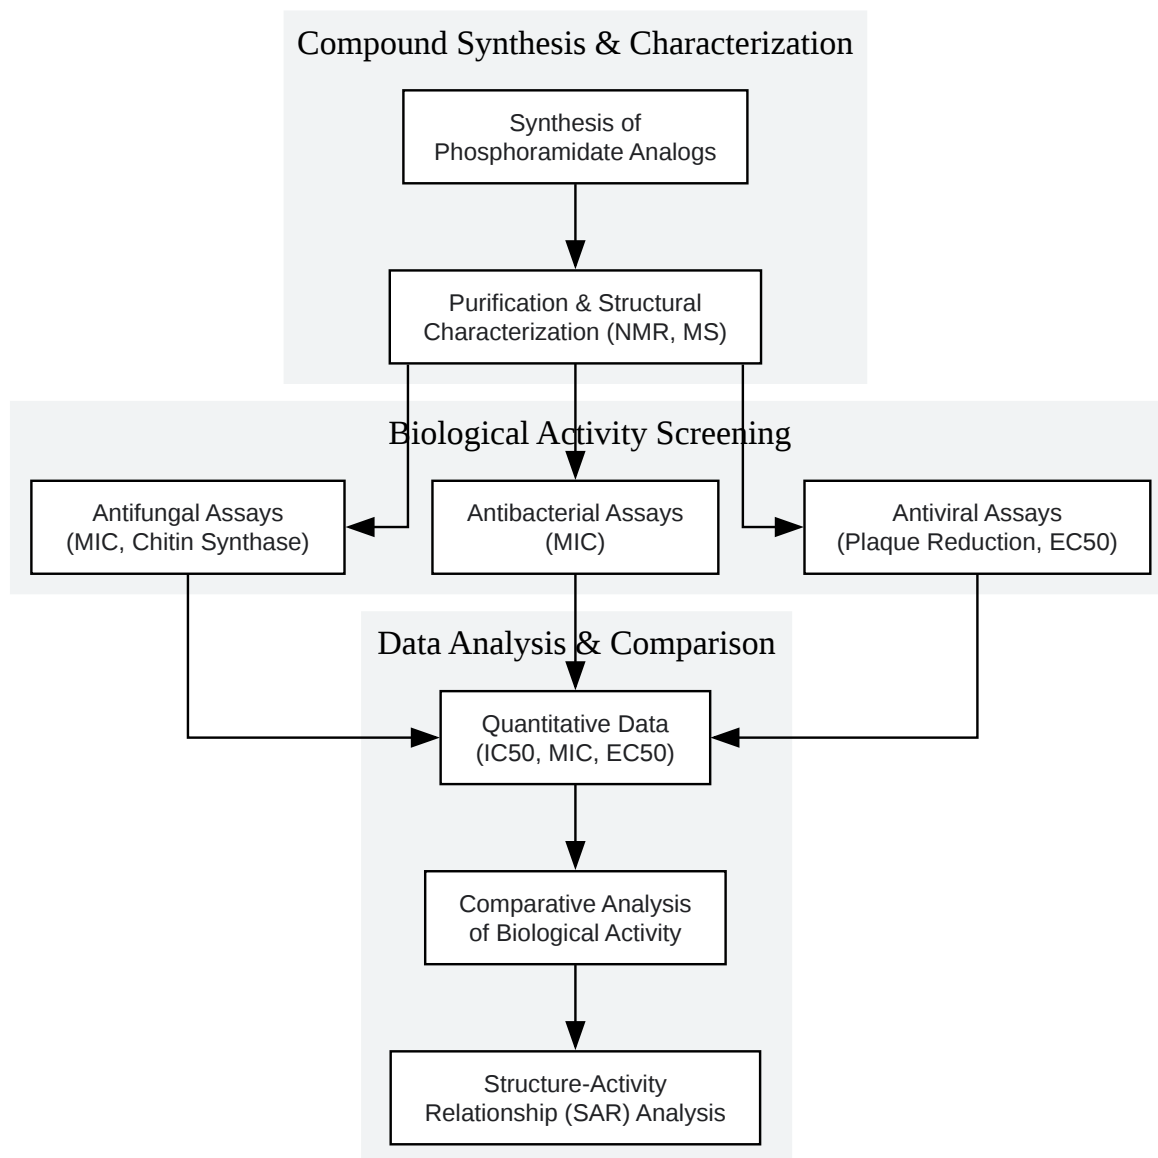 Compound Synthesis & Characterization
Synthesis of
Phosphoramidate Analogs
Purification & Structural
Characterization (NMR, MS)
Biological Activity Screening
Antifungal Assays
(MIC, Chitin Synthase)
Antibacterial Assays
(MIC)
Antiviral Assays
(Plaque Reduction, EC50)
Data Analysis & Comparison
Quantitative Data
(IC50, MIC, EC50)
Comparative Analysis
of Biological Activity
Structure-Activity
Relationship (SAR) Analysis